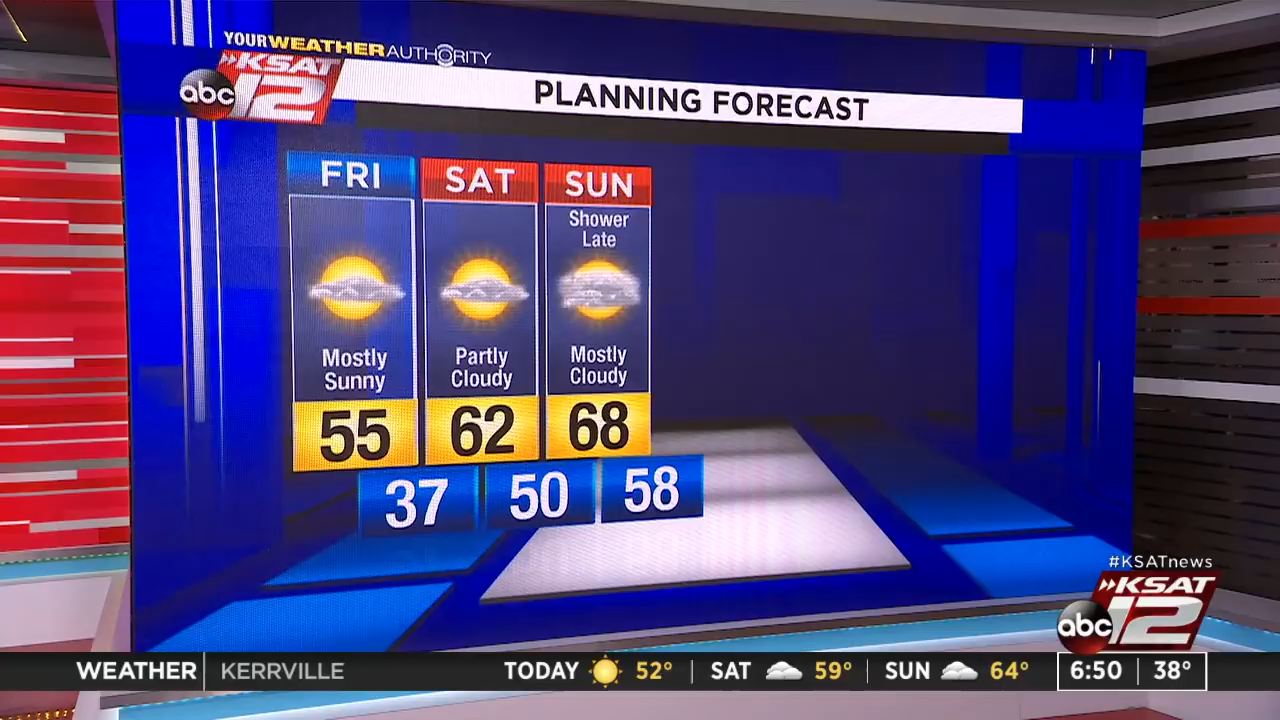 YOUR WEATHER AUTHORITY
KSAT
abc 12
PLANNING FORECAST
FRI
SAT
SUN
Shower
Late
Mostly
Sunny
Partly
Cloudy
Mostly
Cloudy
55
62
68
37
50
58
#KSATnews
KSAT
abc 12
WEATHER KERRVILLE TODAY 52° SAT 59° SUN 64° 6:50 38°